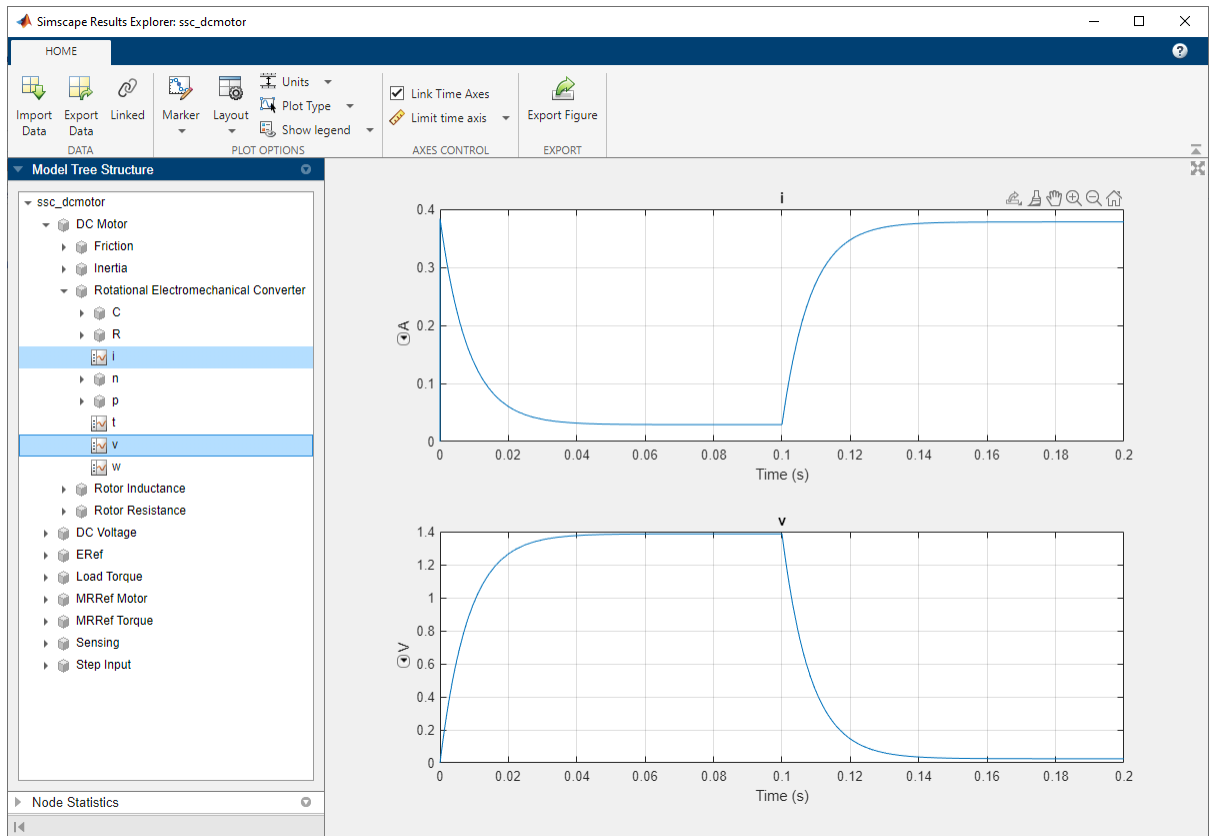 Simscape Results Explorer: ssc_dcmotor
HOME
?
Import Data
Export Data
Linked
DATA
Marker
Layout
Units
Plot Type
Show legend
PLOT OPTIONS
Link Time Axes
Limit time axis
AXES CONTROL
Export Figure
EXPORT
Model Tree Structure
ssc_dcmotor
DC Motor
Friction
Inertia
Rotational Electromechanical Converter
C
R
i
n
p
t
v
w
Rotor Inductance
Rotor Resistance
DC Voltage
ERef
Load Torque
MRRef Motor
MRRef Torque
Sensing
Step Input
Node Statistics
i
0.4
0.3
0.2
0.1
0
A
0 0.02 0.04 0.06 0.08 0.1 0.12 0.14 0.16 0.18 0.2
Time (s)
v
1.4
1.2
1
0.8
0.6
0.4
0.2
0
V
0 0.02 0.04 0.06 0.08 0.1 0.12 0.14 0.16 0.18 0.2
Time (s)